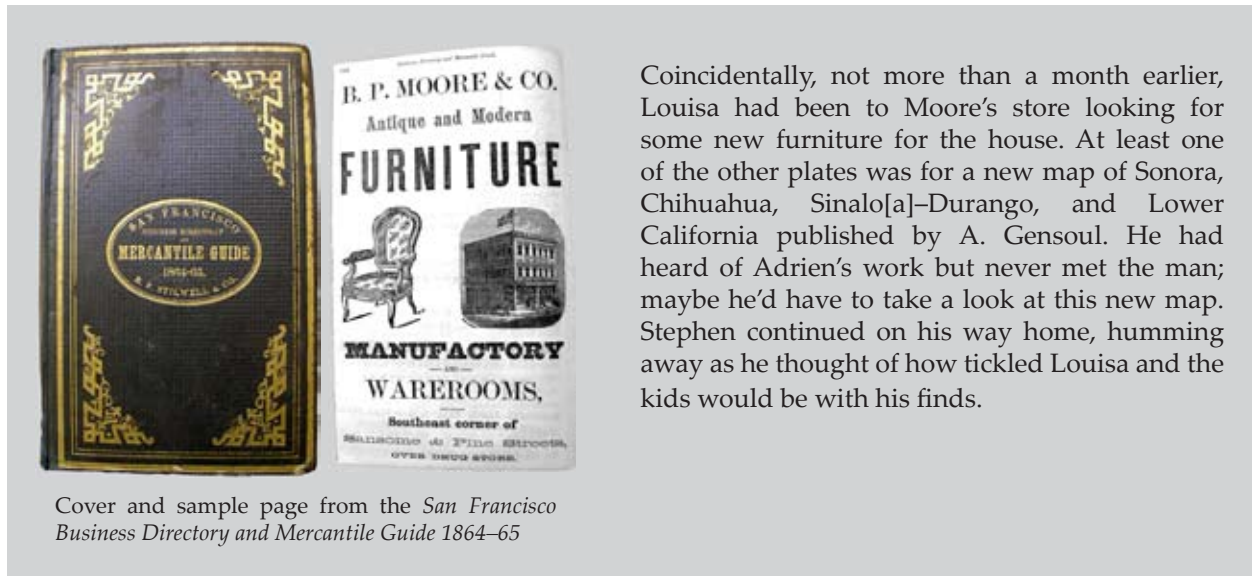 B. P. MOORE & CO.
Antique and Modern
FURNITURE
MANUFACTORY
AND
WAREROOMS,
Southeast corner of
Sansome & Pine Streets,
OVER DRUG STORE.
SAN FRANCISCO
BUSINESS DIRECTORY
MERCANTILE GUIDE
1864-65.
Cover and sample page from the San Francisco
Business Directory and Mercantile Guide 1864–65
Coincidentally, not more than a month earlier,
Louisa had been to Moore’s store looking for
some new furniture for the house. At least one
of the other plates was for a new map of Sonora,
Chihuahua, Sinalo[a]–Durango, and Lower
California published by A. Gensoul. He had
heard of Adrien’s work but never met the man;
maybe he’d have to take a look at this new map.
Stephen continued on his way home, humming
away as he thought of how tickled Louisa and the
kids would be with his finds.